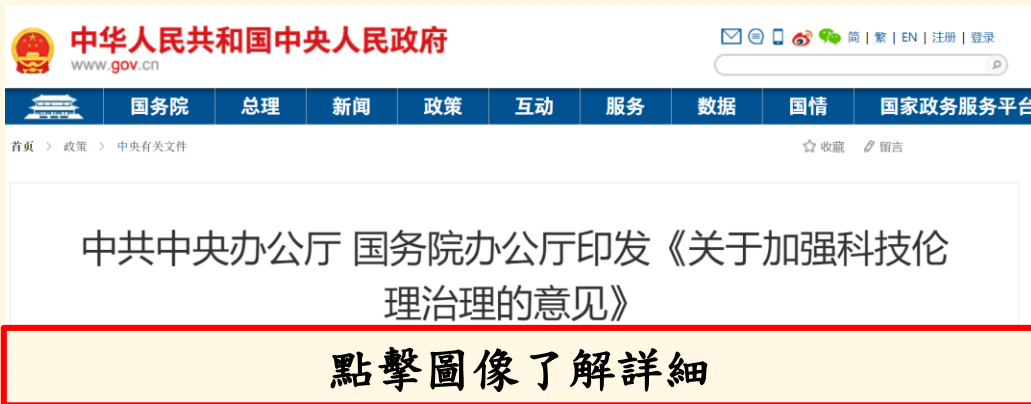 中华人民共和国中央人民政府
www.gov.cn
简 | 繁 | EN | 注册 | 登录
国务院 总理 新闻 政策 互动 服务 数据 国情 国家政务服务平台
首页 > 政策 > 中央有关文件
收藏 留言
中共中央办公厅 国务院办公厅印发《关于加强科技伦
理治理的意见》
點擊圖像了解詳細